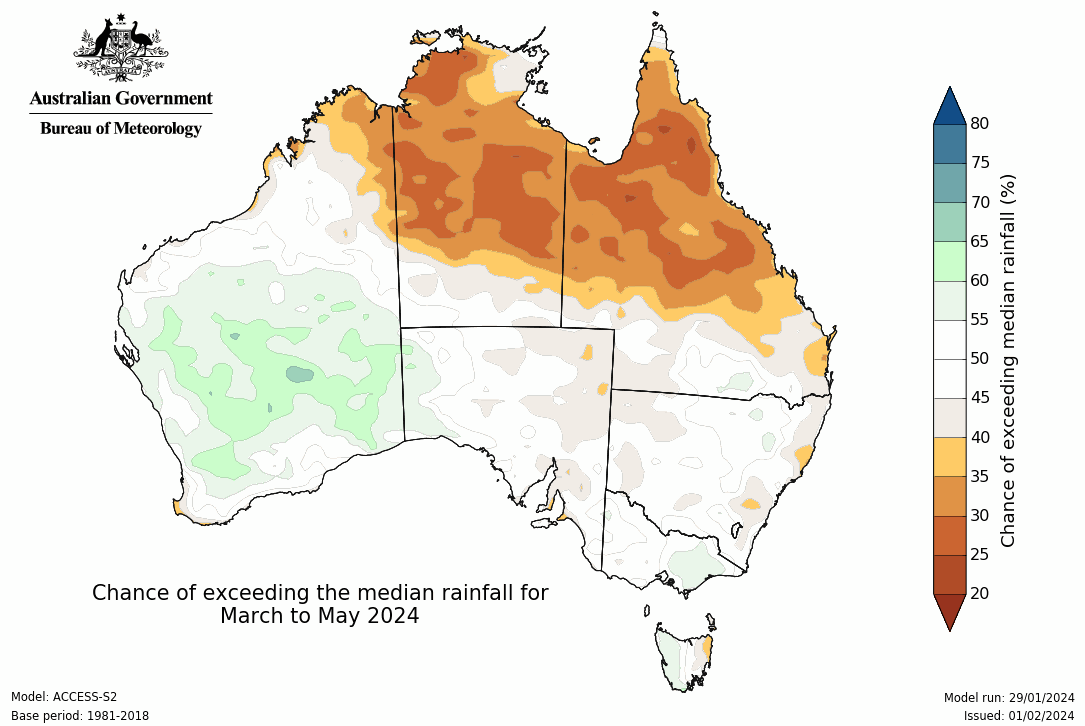 Australian Government
Bureau of Meteorology
80
75
70
65
60
55
50
45
40
35
30
25
20
Chance of exceeding median rainfall (%)
Chance of exceeding the median rainfall for
March to May 2024
Model: ACCESS-S2
Base period: 1981-2018
Model run: 29/01/2024
Issued: 01/02/2024